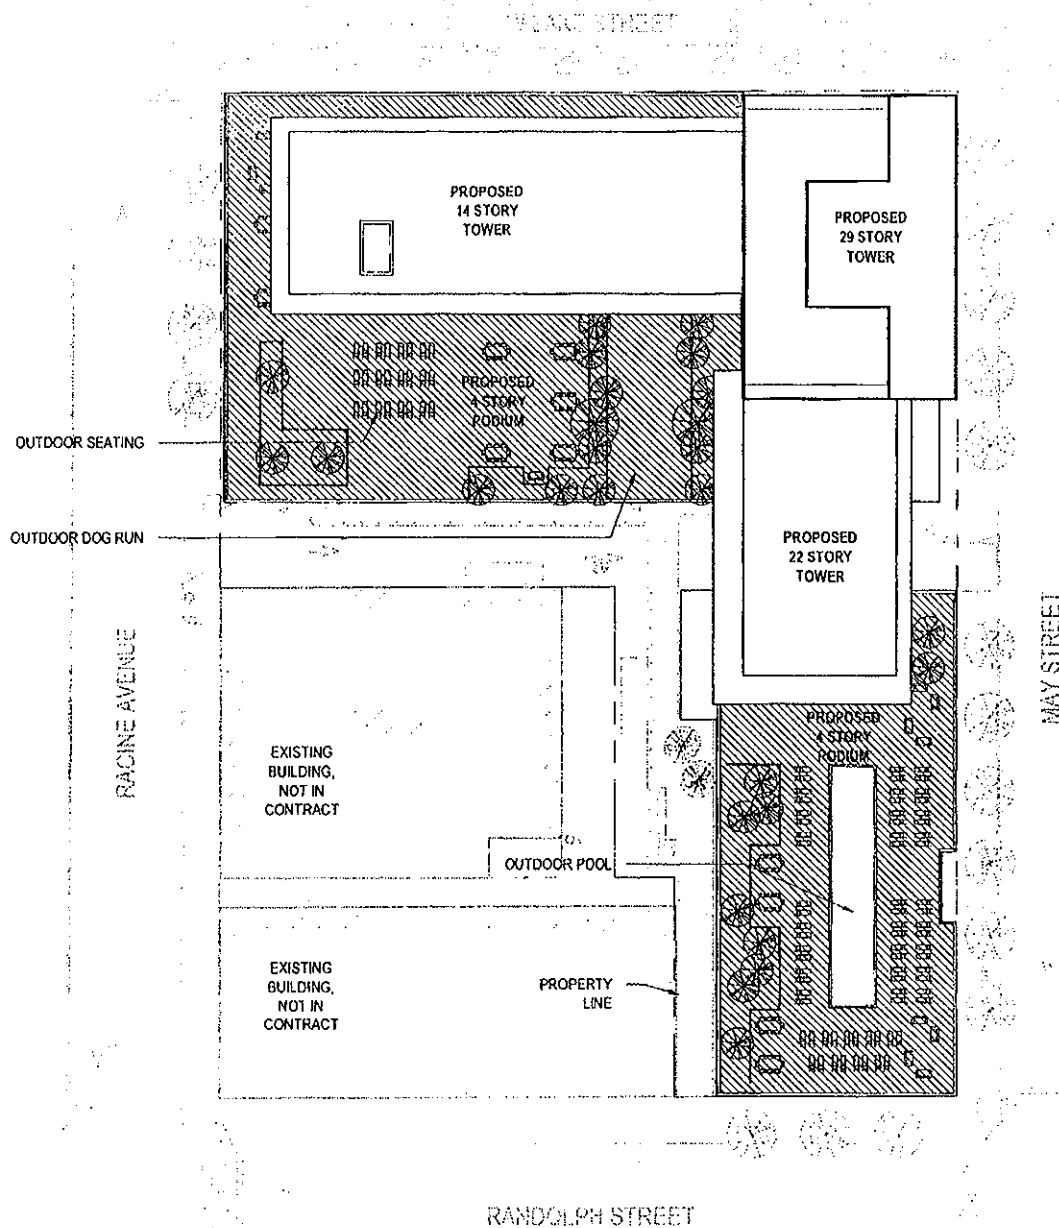 STREET
PROPOSED
14 STORY
TOWER
PROPOSED
29 STORY
TOWER
PROPOSED
4 STORY
PODIUM
OUTDOOR SEATING
OUTDOOR DOG RUN
PROPOSED
22 STORY
TOWER
RACINE AVENUE
MAY STREET
EXISTING
BUILDING,
NOT IN
CONTRACT
PROPOSED
4 STORY
PODIUM
OUTDOOR POOL
EXISTING
BUILDING,
NOT IN
CONTRACT
PROPERTY
LINE
RANDOLPH STREET